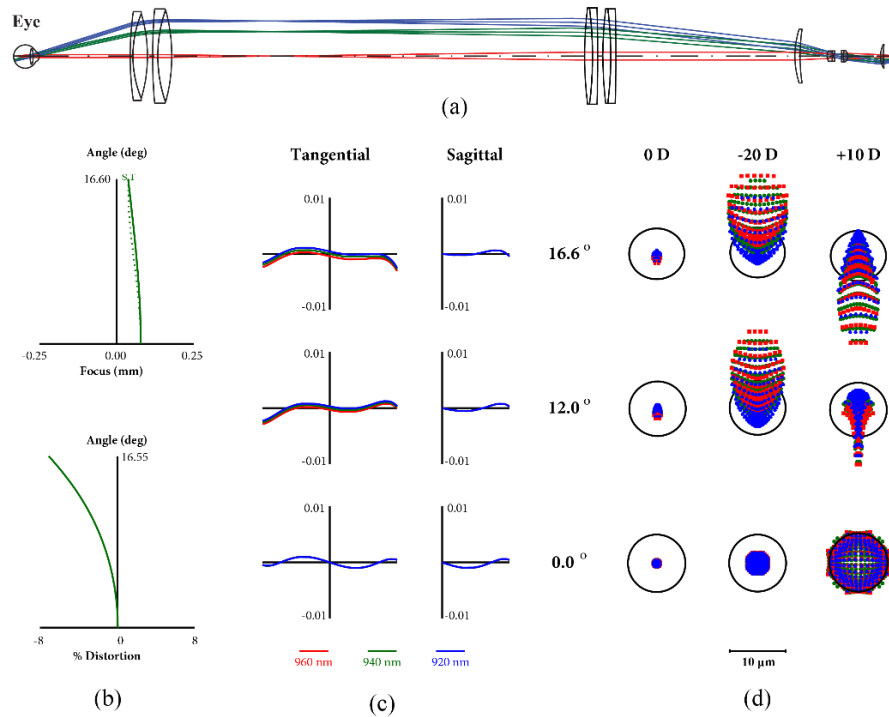 Eye
(a)
Angle (deg)
16.60
S T
-0.25
0.00
0.25
Focus (mm)
Angle (deg)
16.55
-8
0
8
% Distortion
(b)
Tangential
Sagittal
0.01
0.01
-0.01
-0.01
0.01
0.01
-0.01
-0.01
0.01
0.01
-0.01
-0.01
960 nm
940 nm
920 nm
(c)
0 D
-20 D
+10 D
16.6 o
12.0 o
0.0 o
10 µm
(d)